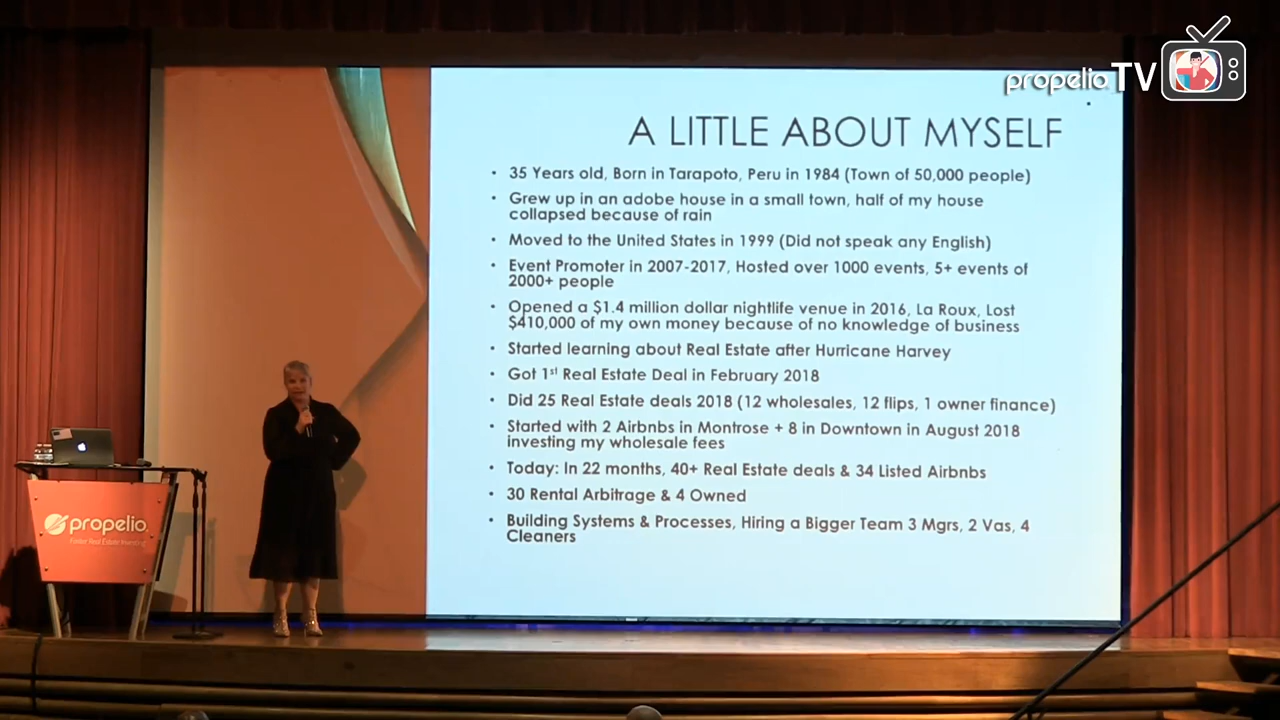 propelio TV
A LITTLE ABOUT MYSELF
• 35 Years old, Born in Tarapoto, Peru in 1984 (Town of 50,000 people)
• Grew up in an adobe house in a small town, half of my house
collapsed because of rain
• Moved to the United States in 1999 (Did not speak any English)
• Event Promoter in 2007-2017, Hosted over 1000 events, 5+ events of
2000+ people
• Opened a $1.4 million dollar nightlife venue in 2016, La Roux, Lost
$410,000 of my own money because of no knowledge of business
• Started learning about Real Estate after Hurricane Harvey
• Got 1st Real Estate Deal in February 2018
• Did 25 Real Estate deals 2018 (12 wholesales, 12 flips, 1 owner finance)
• Started with 2 Airbnbs in Montrose + 8 in Downtown in August 2018
investing my wholesale fees
• Today: In 22 months, 40+ Real Estate deals & 34 Listed Airbnbs
• 30 Rental Arbitrage & 4 Owned
• Building Systems & Processes, Hiring a Bigger Team 3 Mgrs, 2 Vas, 4
Cleaners
propelio.
Real Estate Investing